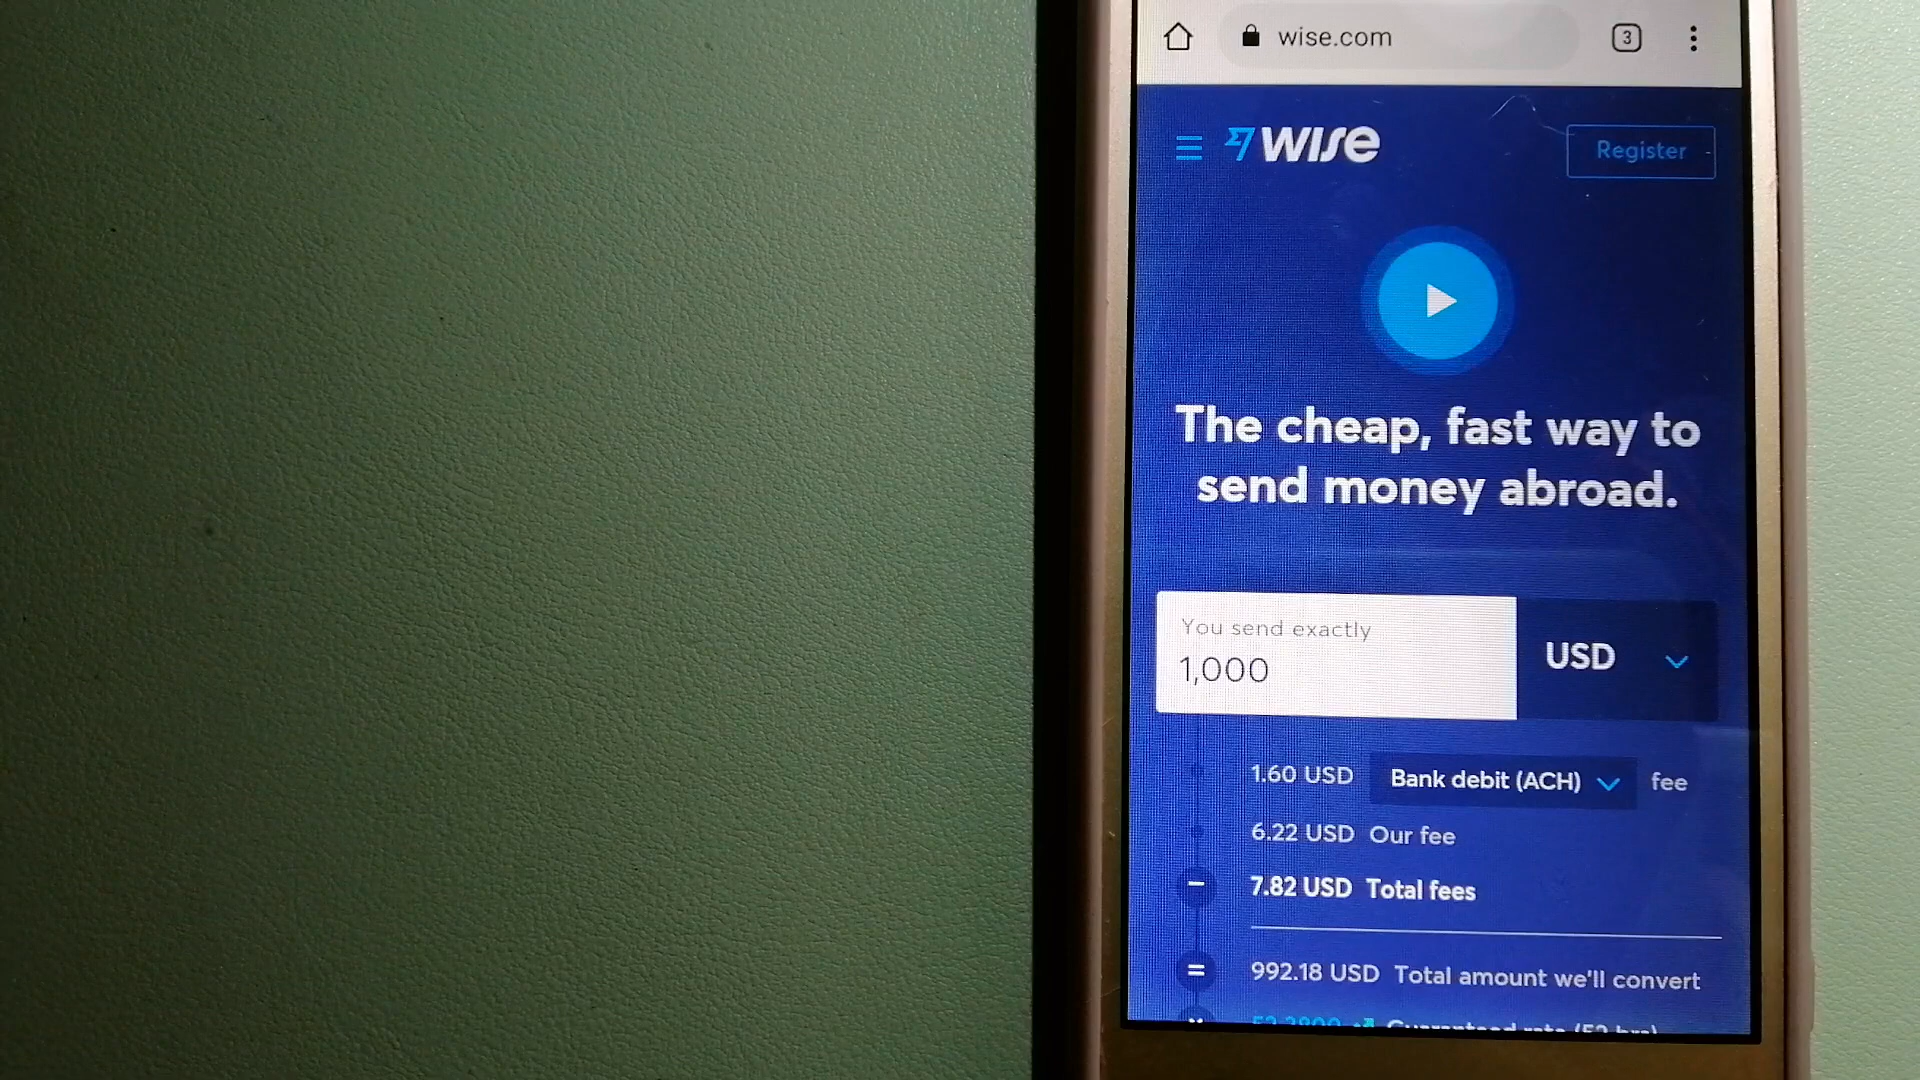 3
wise.com
wise
Register
The cheap, fast way to
send money abroad.
You send exactly
1,000
USD
1.60 USD Bank debit (ACH) fee
6.22 USD Our fee
7.82 USD Total fees
992.18 USD Total amount we'll convert
Guaranteed rate